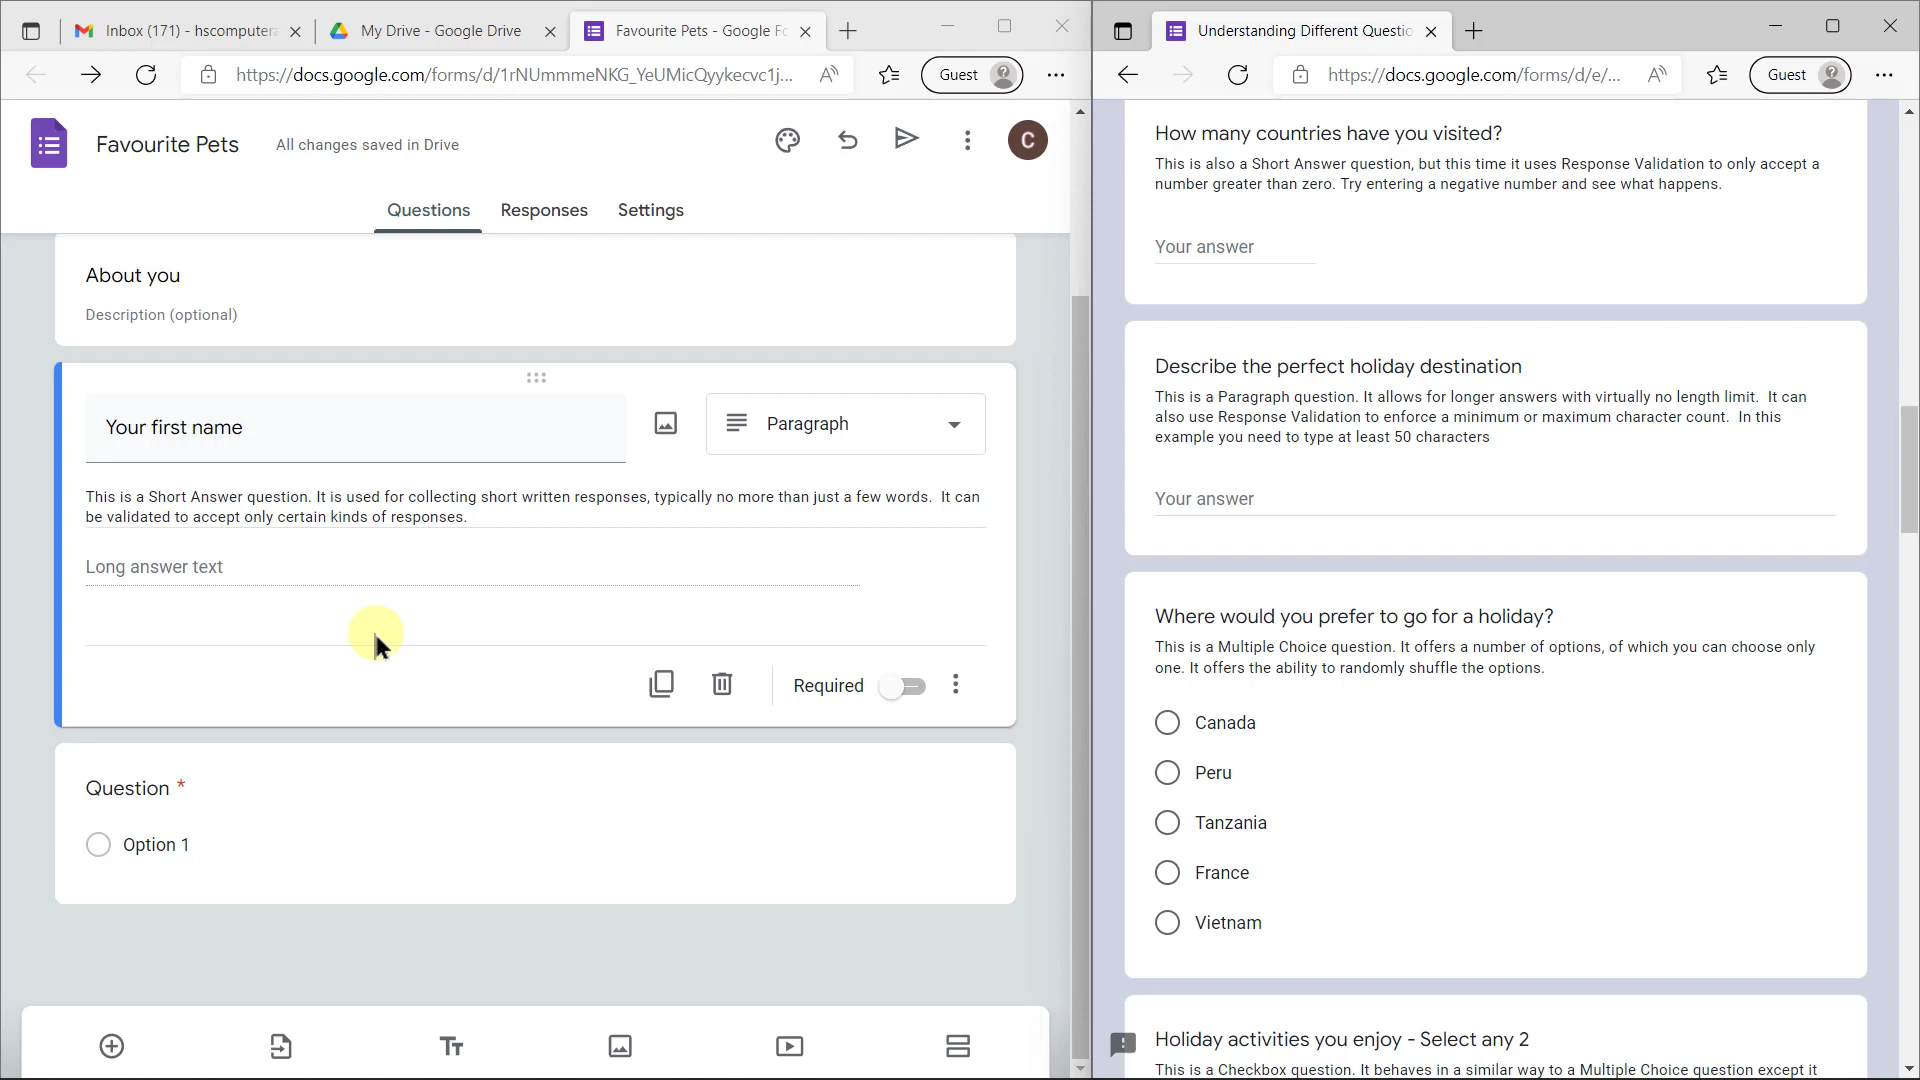 Inbox (171) - hscomputera
My Drive - Google Drive
Favourite Pets - Google Fo
https://docs.google.com/forms/d/1rNUmmmeNKG_YeUMicQyykecvc1j...
Guest
Favourite Pets
All changes saved in Drive
C
Questions
Responses
Settings
About you
Description (optional)
Your first name
Paragraph
This is a Short Answer question. It is used for collecting short written responses, typically no more than just a few words. It can
be validated to accept only certain kinds of responses.
Long answer text
Required
Question *
Option 1
Tт
Understanding Different Questio
https://docs.google.com/forms/d/e/...
Guest
How many countries have you visited?
This is also a Short Answer question, but this time it uses Response Validation to only accept a
number greater than zero. Try entering a negative number and see what happens.
Your answer
Describe the perfect holiday destination
This is a Paragraph question. It allows for longer answers with virtually no length limit. It can
also use Response Validation to enforce a minimum or maximum character count. In this
example you need to type at least 50 characters
Your answer
Where would you prefer to go for a holiday?
This is a Multiple Choice question. It offers a number of options, of which you can choose only
one. It offers the ability to randomly shuffle the options.
Canada
Peru
Tanzania
France
Vietnam
Holiday activities you enjoy - Select any 2
This is a Checkbox question. It behaves in a similar way to a Multiple Choice question except it